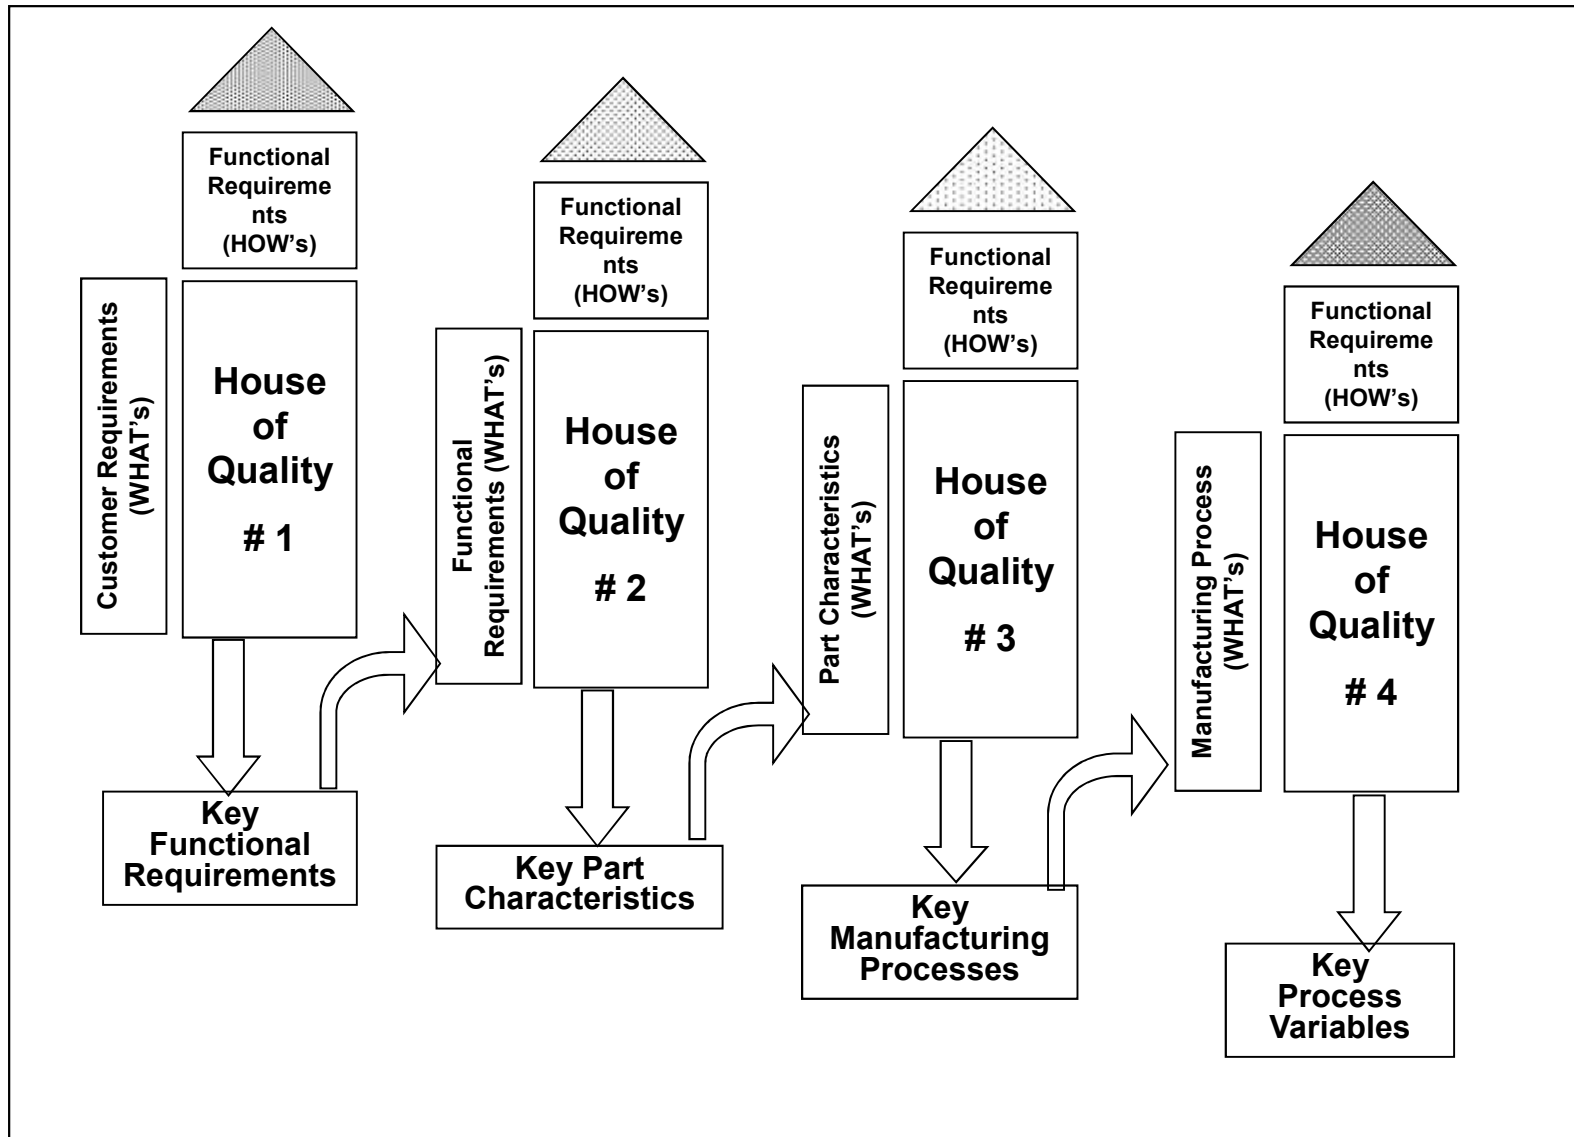 Functional
Requireme
nts
(HOW's)
Customer Requirements
(WHAT's)
House
of
Quality
# 1
Key
Functional
Requirements
Functional
Requireme
nts
(HOW's)
Functional
Requirements (WHAT's)
House
of
Quality
# 2
Key Part
Characteristics
Functional
Requireme
nts
(HOW's)
Part Characteristics
(WHAT's)
House
of
Quality
# 3
Key
Manufacturing
Processes
Functional
Requireme
nts
(HOW's)
Manufacturing Process
(WHAT's)
House
of
Quality
# 4
Key
Process
Variables